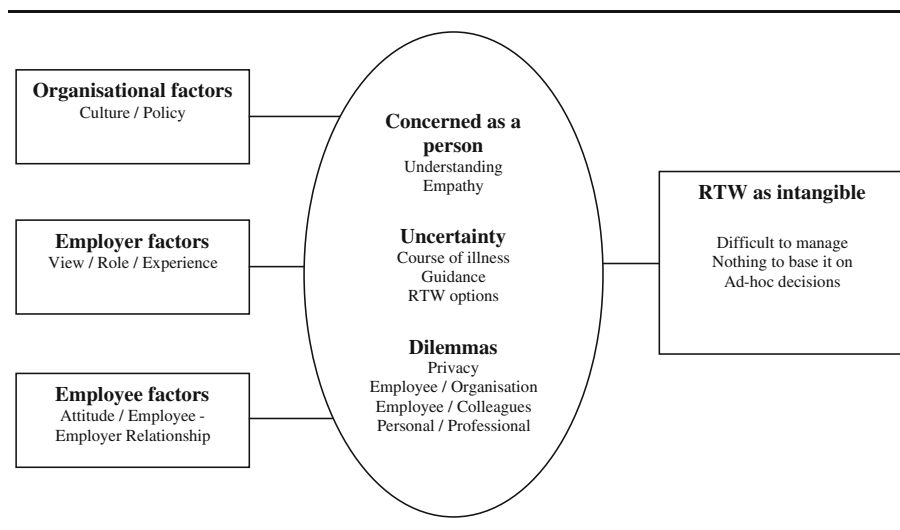 Organisational factors
Culture / Policy
Employer factors
View / Role / Experience
Employee factors
Attitude / Employee -
Employer Relationship
Concerned as a
person
Understanding
Empathy
Uncertainty
Course of illness
Guidance
RTW options
Dilemmas
Privacy
Employee / Organisation
Employee / Colleagues
Personal / Professional
RTW as intangible
Difficult to manage
Nothing to base it on
Ad-hoc decisions